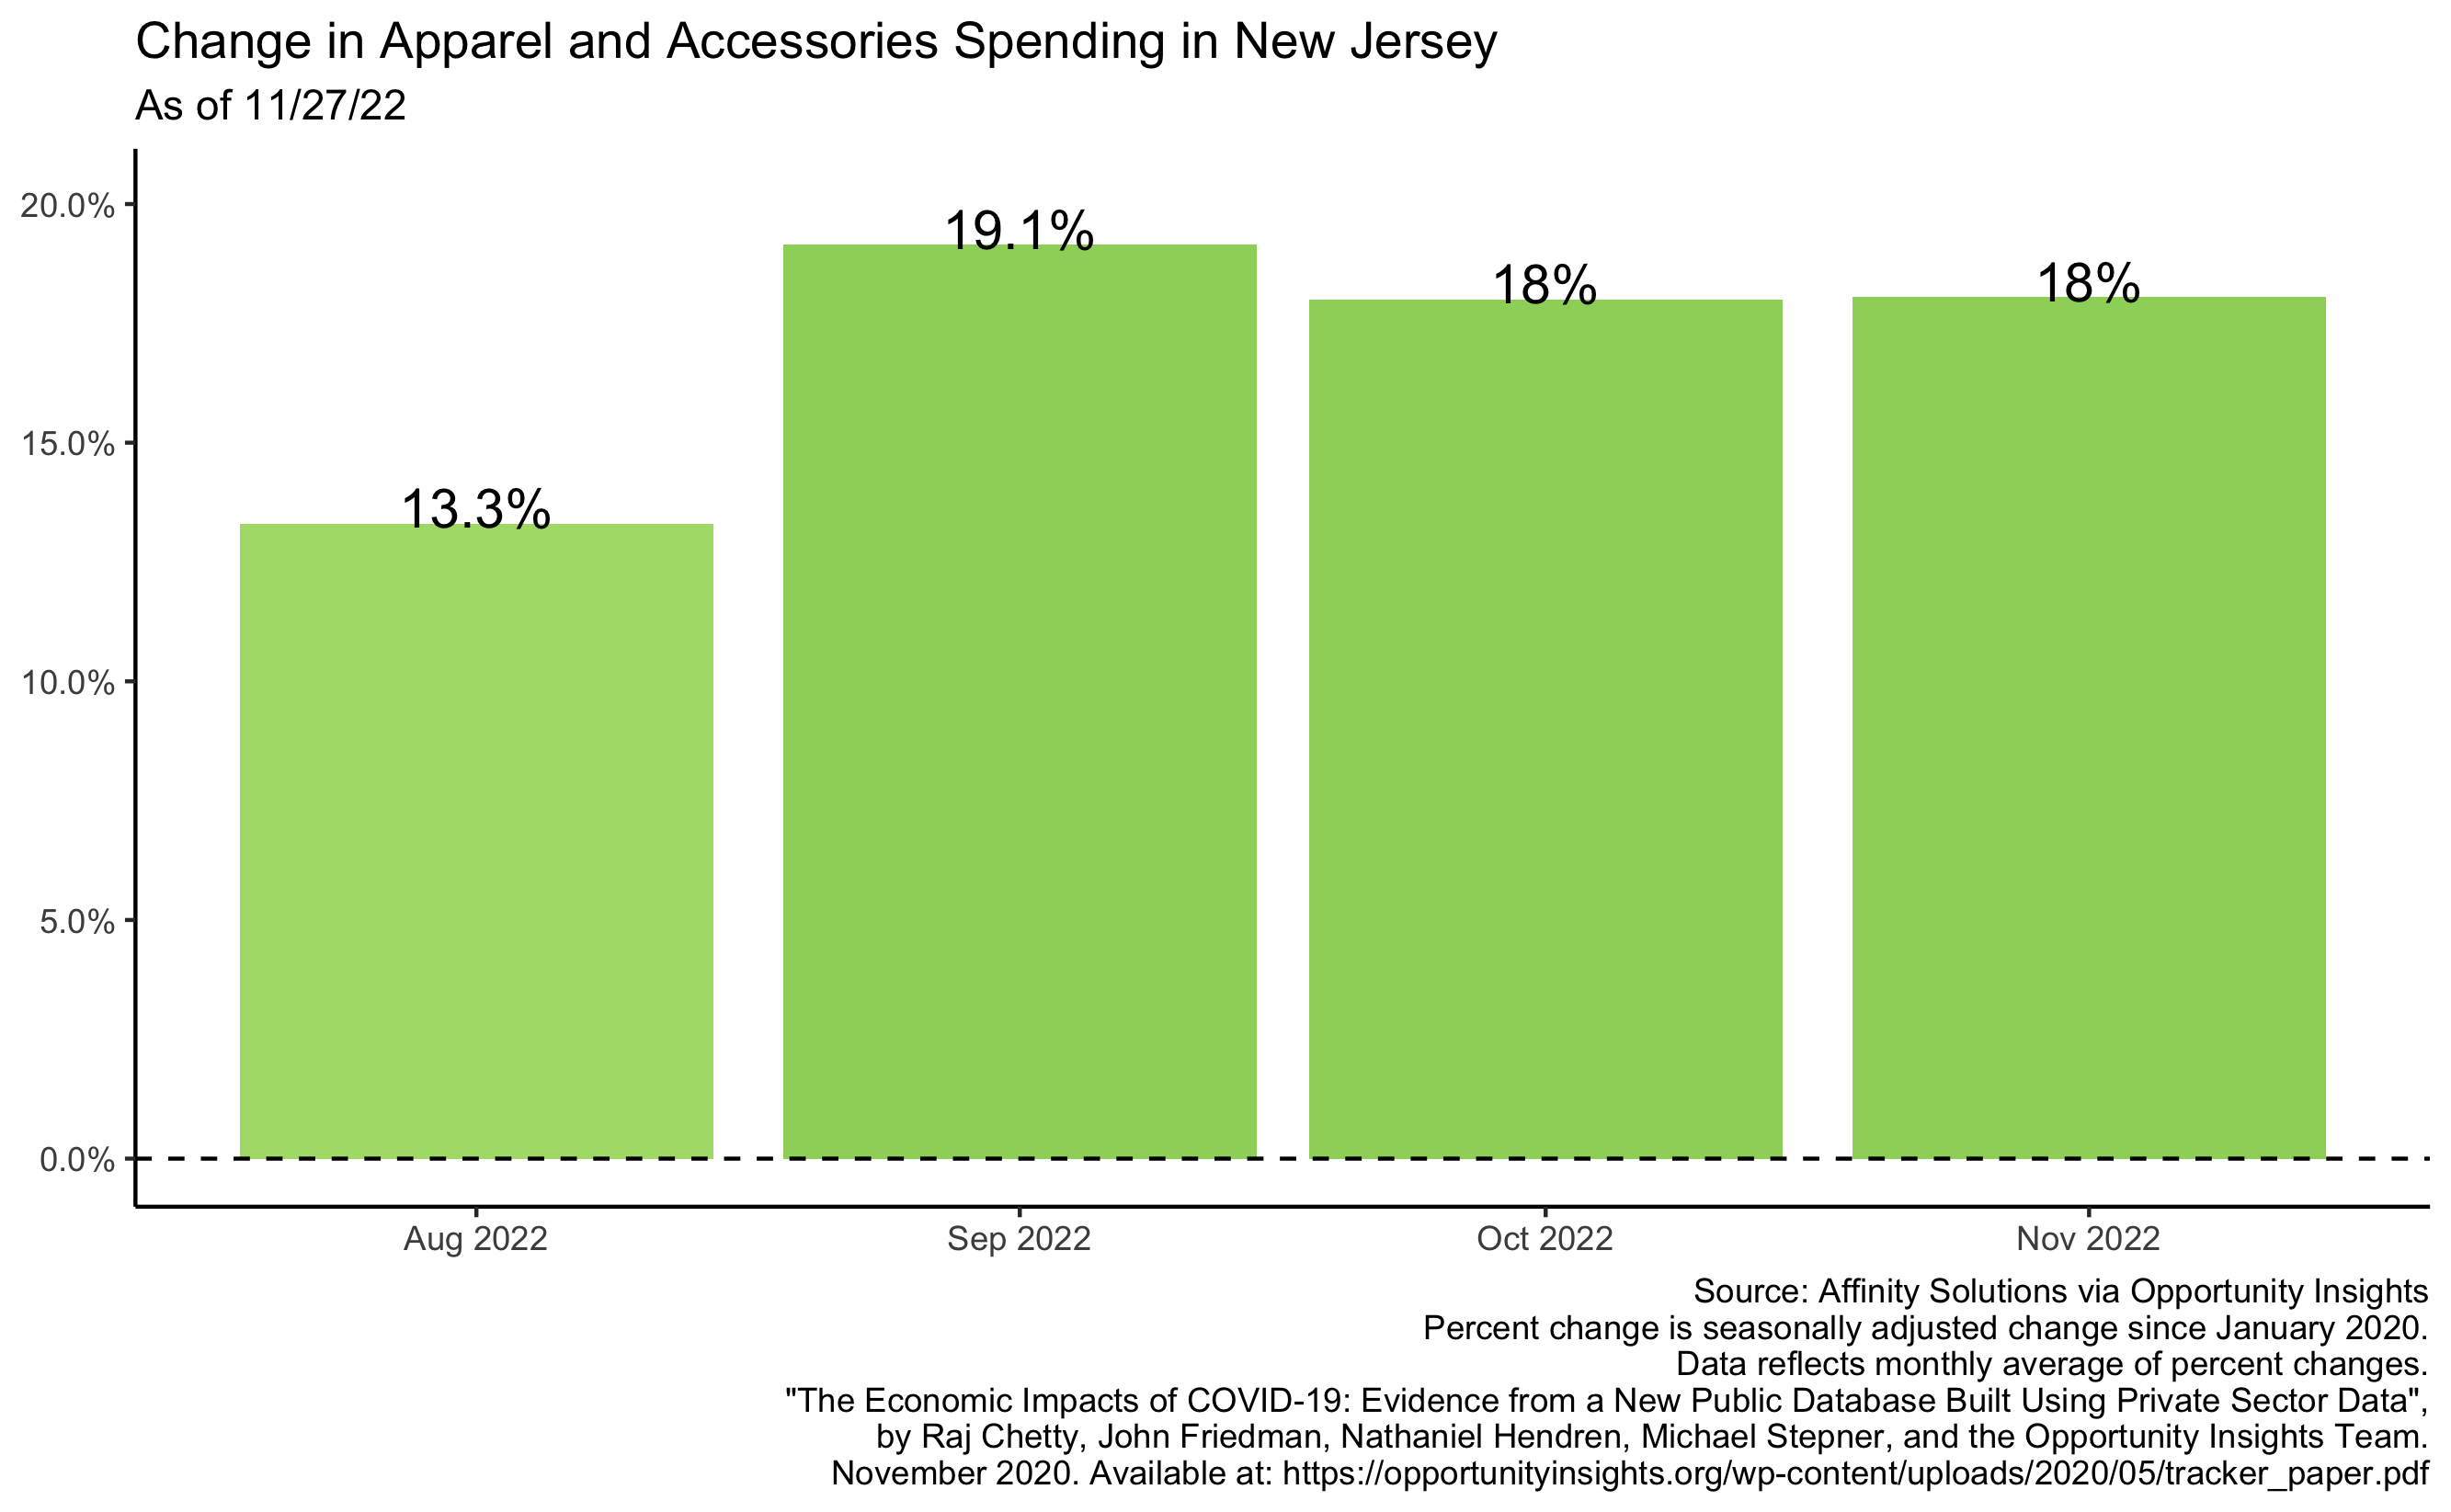 Change in Apparel and Accessories Spending in New Jersey
As of 11/27/22
20.0%
15.0%
10.0%
5.0%
0.0%
13.3%
19.1%
18%
18%
Aug 2022
Sep 2022
Oct 2022
Nov 2022
Source: Affinity Solutions via Opportunity Insights
Percent change is seasonally adjusted change since January 2020.
Data reflects monthly average of percent changes.
"The Economic Impacts of COVID-19: Evidence from a New Public Database Built Using Private Sector Data",
by Raj Chetty, John Friedman, Nathaniel Hendren, Michael Stepner, and the Opportunity Insights Team.
November 2020. Available at: https://opportunityinsights.org/wp-content/uploads/2020/05/tracker_paper.pdf